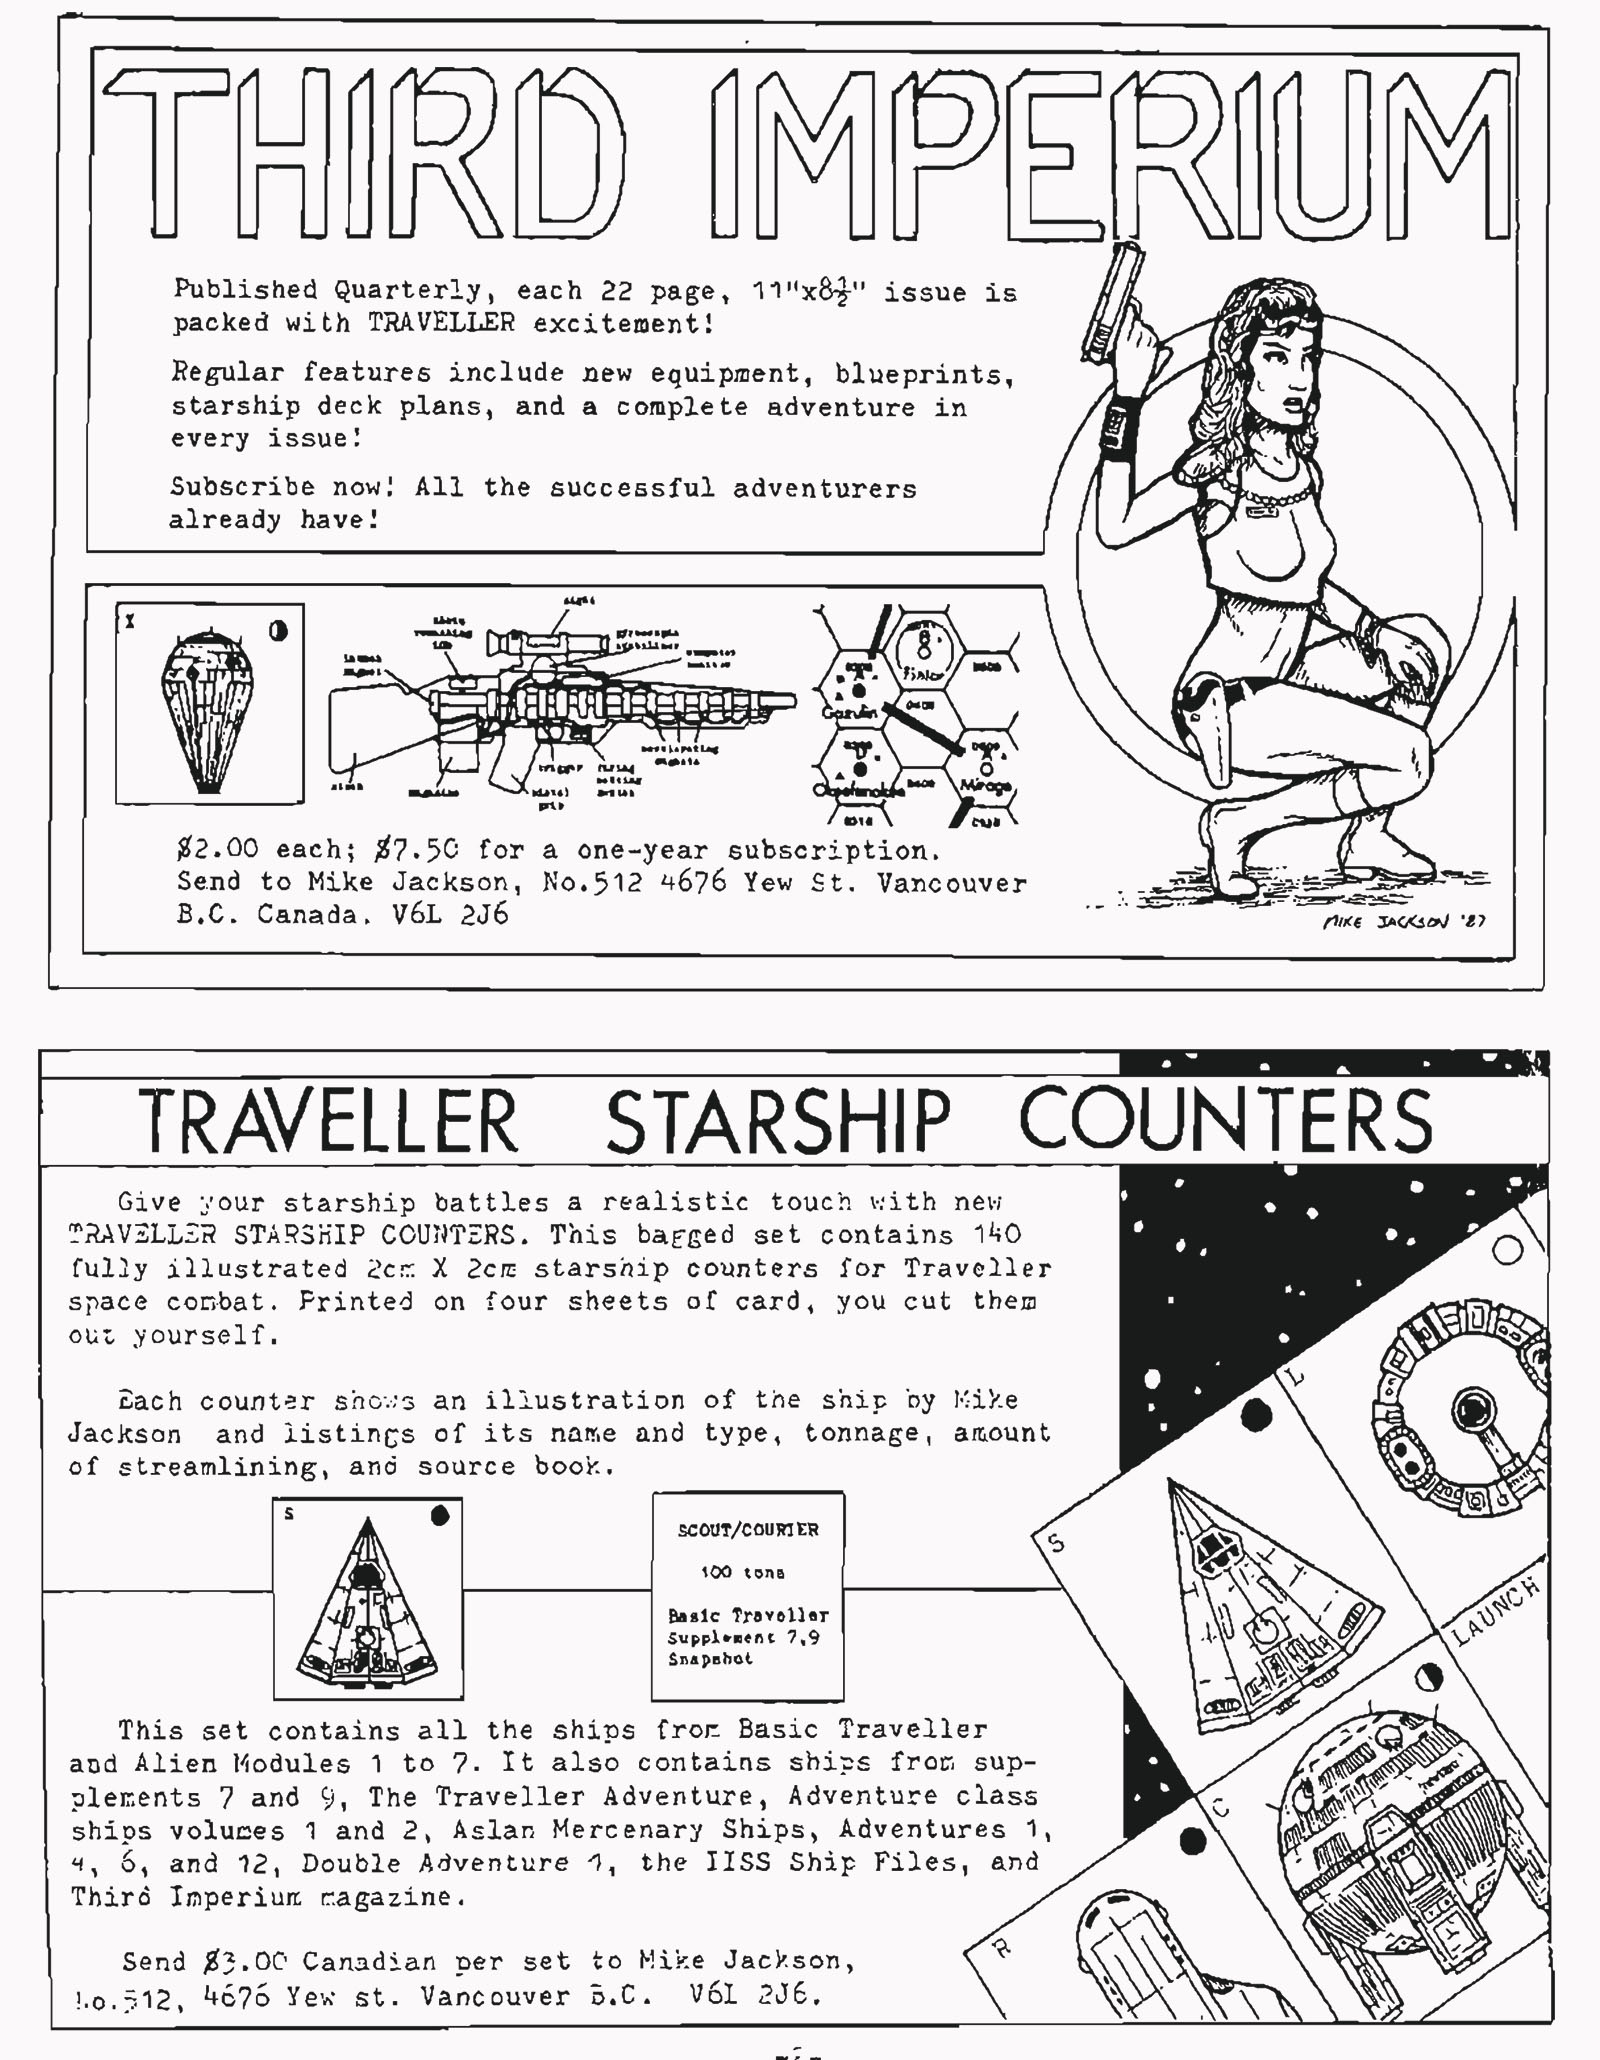 THIRD IMPERIUM
Published Quarterly, each 22 page, 11"x8½" issue is
packed with TRAVELLER excitement!
Regular features include new equipment, blueprints,
starship deck plans, and a complete adventure in
every issue!
Subscribe now! All the successful adventurers
already have!
X
sight
trigger
pistol
grip
magazine
firing
setting
8
0405
Mirage
$2.00 each; $7.50 for a one-year subscription.
Send to Mike Jackson, No.512 4676 Yew St. Vancouver
B.C. Canada. V6L 2J6
MIKE JACKSON '87
TRAVELLER STARSHIP COUNTERS
Give your starship battles a realistic touch with new
TRAVELLER STARSHIP COUNTERS. This bagged set contains 140
fully illustrated 2cm X 2cm starship counters for Traveller
space combat. Printed on four sheets of card, you cut them
out yourself.
Each counter shows an illustration of the ship by Mike
Jackson and listings of its name and type, tonnage, amount
of streamlining, and source book.
S
SCOUT/COURIER
100 tons
Basic Traveller
Supplement 7,9
Snapshot
L
S
LAUNCH
C
R
This set contains all the ships from Basic Traveller
and Alien Modules 1 to 7. It also contains ships from sup-
plements 7 and 9, The Traveller Adventure, Adventure class
ships volumes 1 and 2, Aslan Mercenary Ships, Adventures 1,
4, 6, and 12, Double Adventure 1, the IISS Ship Files, and
Third Imperium magazine.
Send $3.00 Canadian per set to Mike Jackson,
No.512, 4676 Yew st. Vancouver B.C. V6L 2J6.